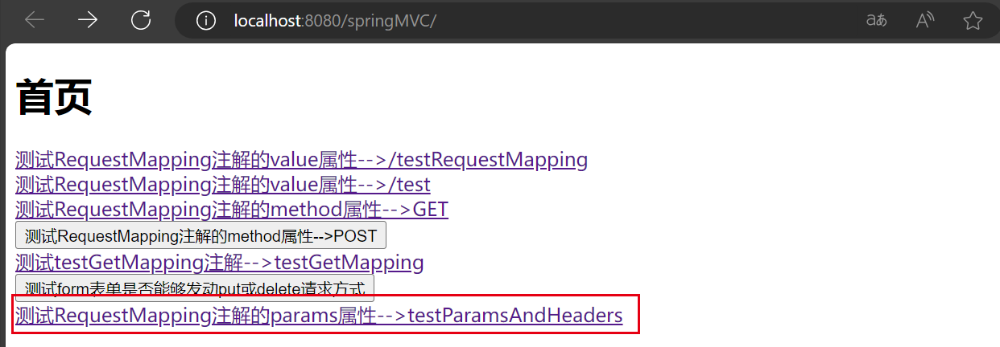 localhost:8080/springMVC/
首页
测试RequestMapping注解的value属性-->/testRequestMapping
测试RequestMapping注解的value属性-->/test
测试RequestMapping注解的method属性-->GET
测试RequestMapping注解的method属性-->POST
测试testGetMapping注解-->testGetMapping
测试form表单是否能够发动put或delete请求方式
测试RequestMapping注解的params属性-->testParamsAndHeaders